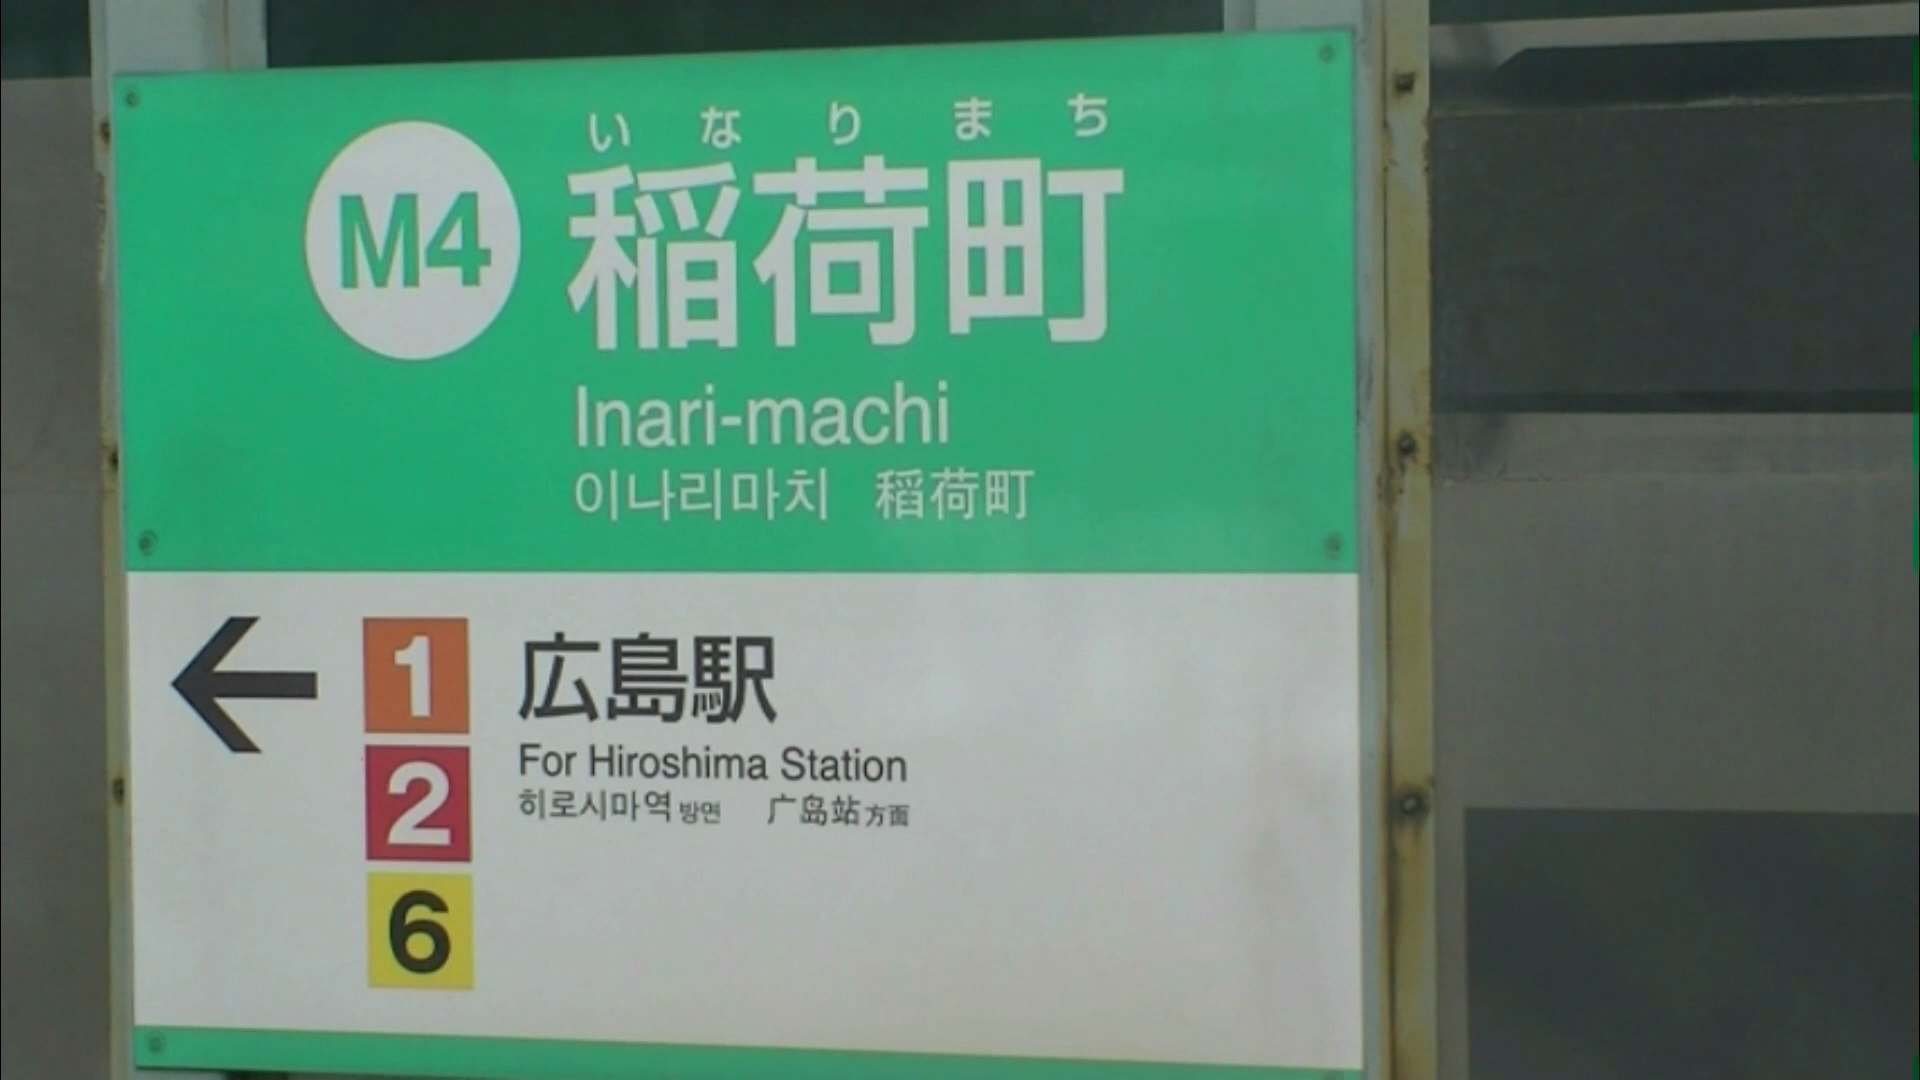 いなりまち
M4 稲荷町
Inari-machi
이나리마치 稻荷町
← 1 広島駅
For Hiroshima Station
히로시마역 방면 广岛站方面
2
6